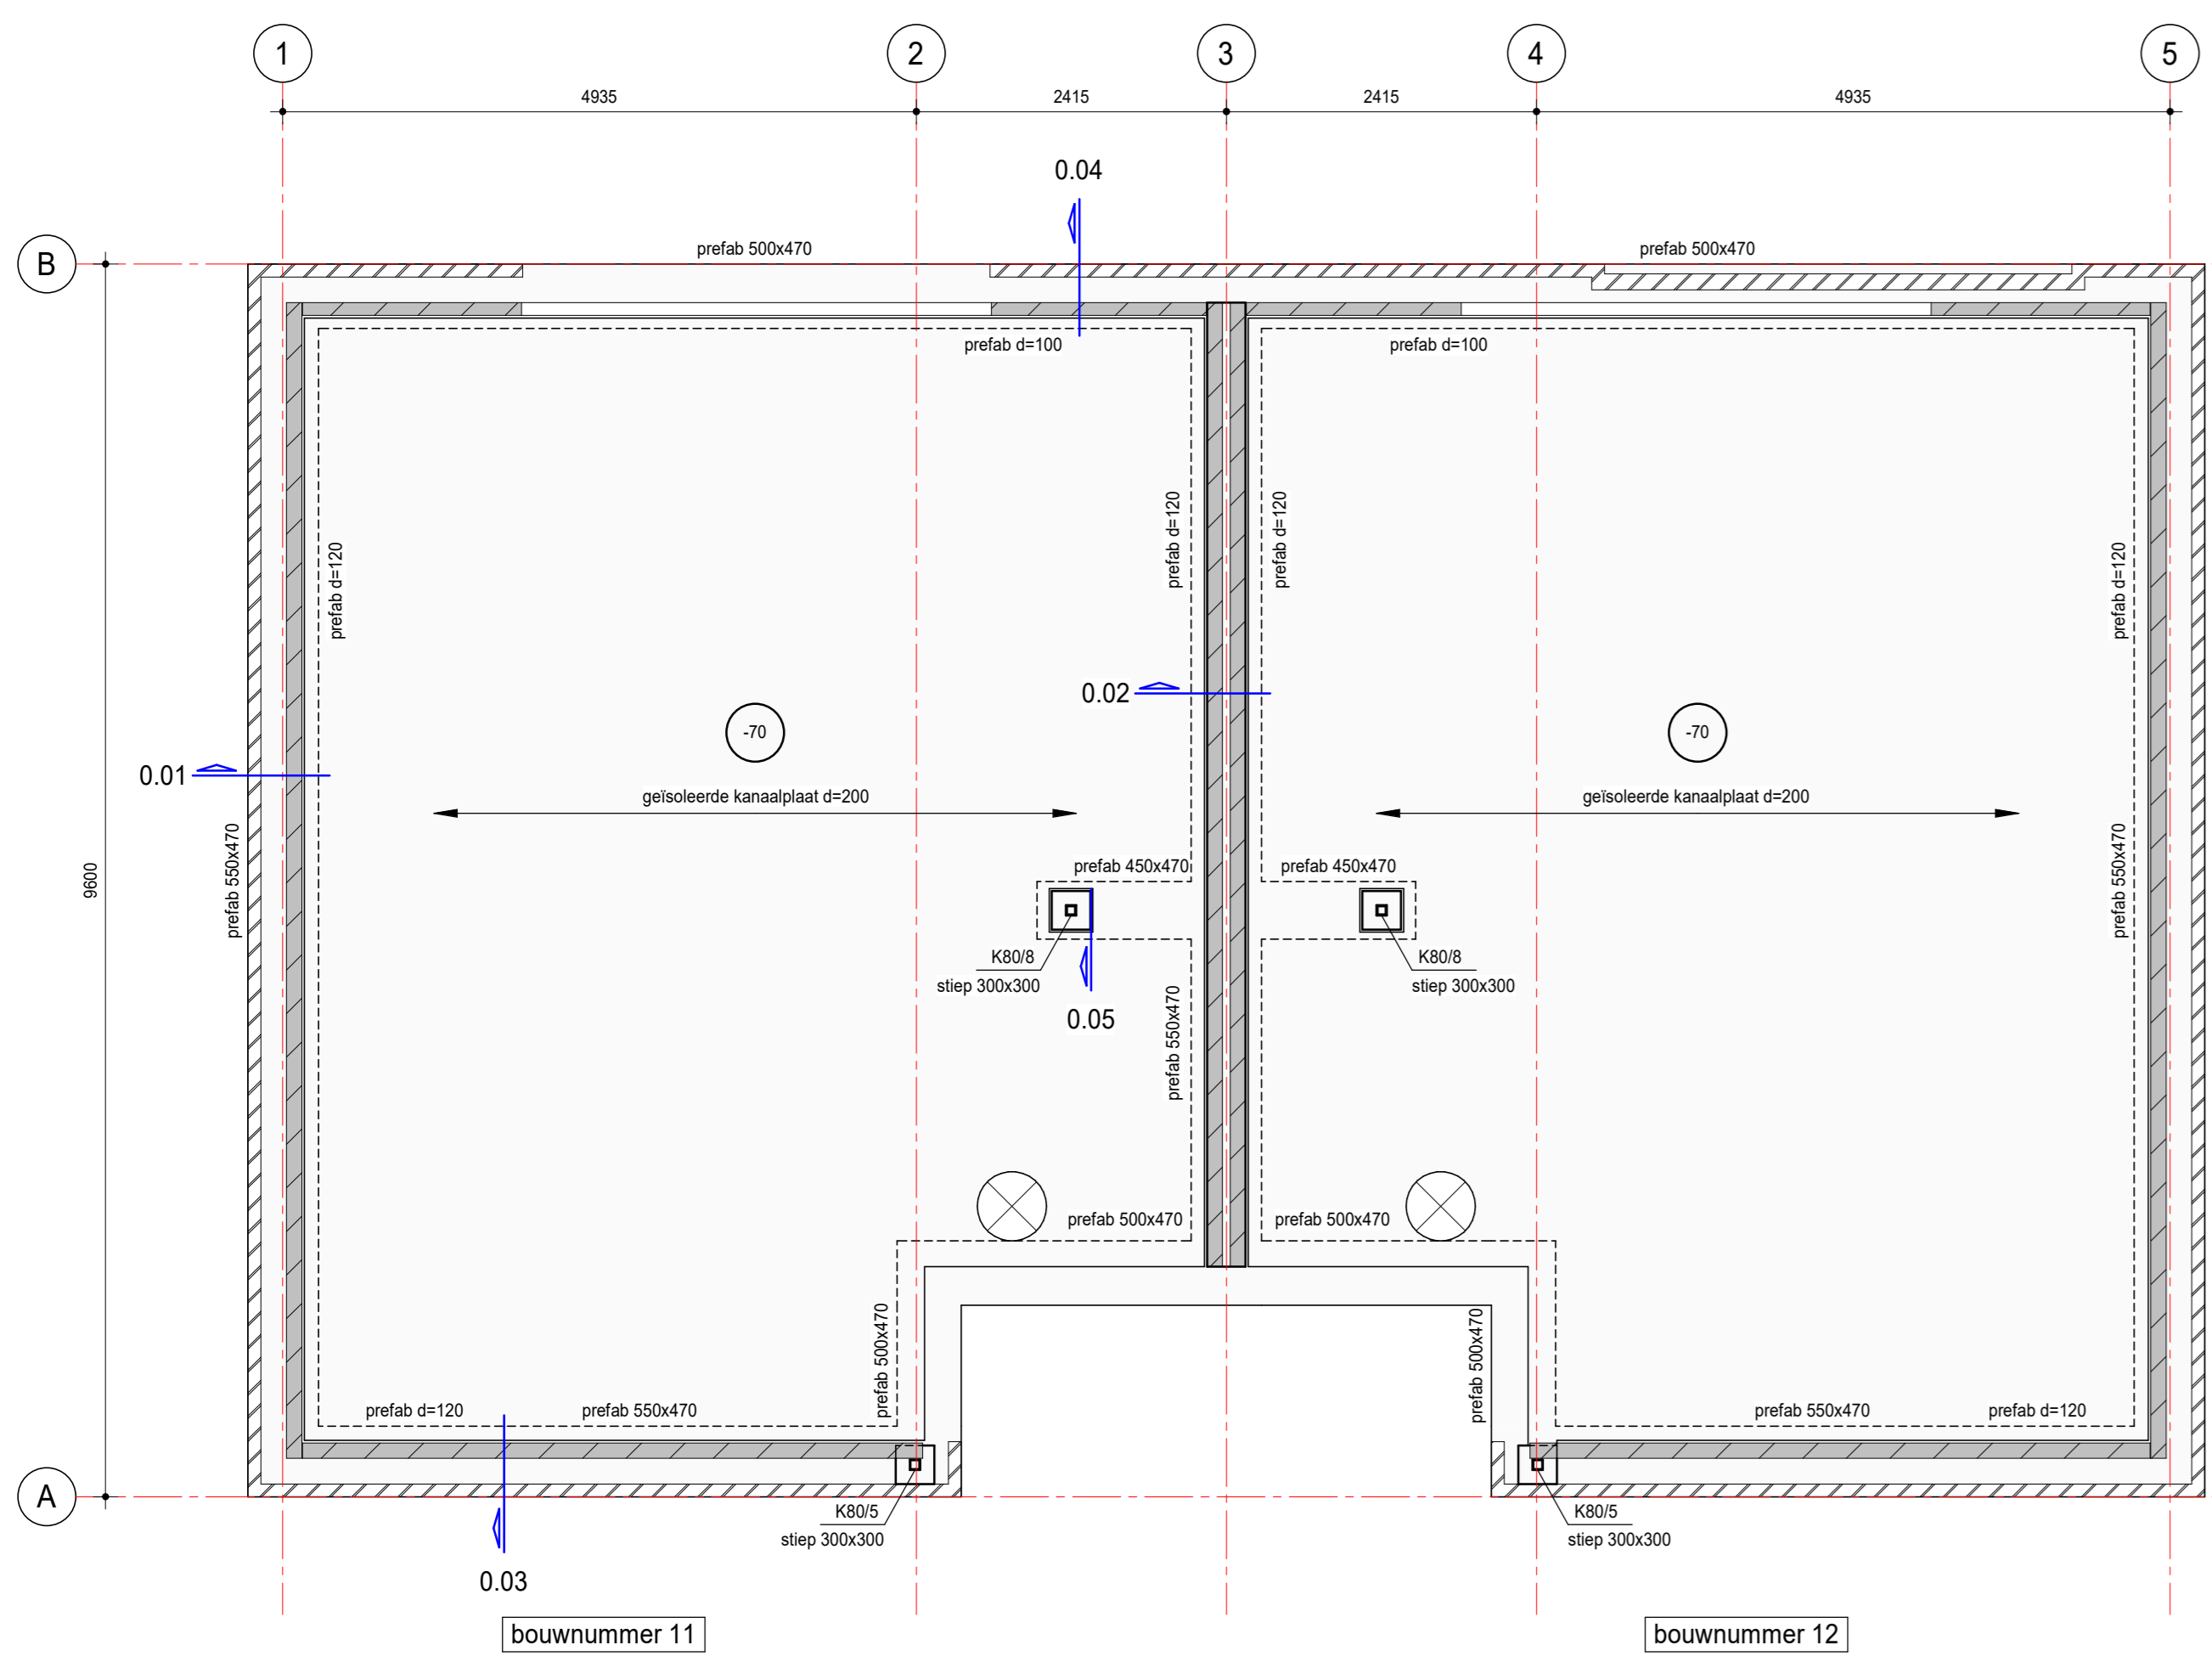 1
2
3
4
5
4935
2415
2415
4935
0.04
B
prefab 500x470
prefab 500x470
prefab d=100
prefab d=100
prefab d=120
prefab d=120
prefab d=120
prefab d=120
0.02
-70
-70
0.01
geïsoleerde kanaalplaat d=200
geïsoleerde kanaalplaat d=200
9600
prefab 550x470
prefab 450x470
prefab 450x470
prefab 550x470
K80/8
stiep 300x300
K80/8
stiep 300x300
0.05
prefab 550x470
prefab 500x470
prefab 500x470
prefab 500x470
prefab 500x470
prefab d=120
prefab 550x470
prefab 550x470
prefab d=120
A
K80/5
stiep 300x300
K80/5
stiep 300x300
0.03
bouwnummer 11
bouwnummer 12